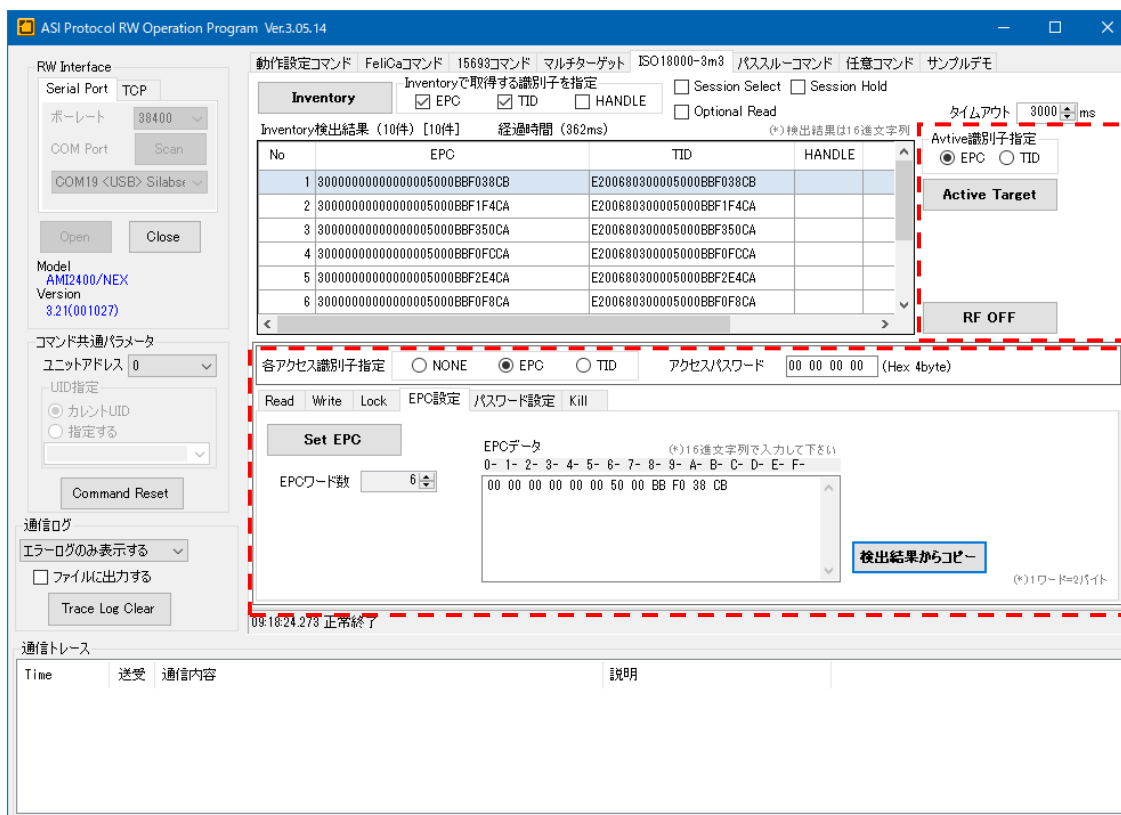 ASI Protocol RW Operation Program Ver.3.05.14
RW Interface
Serial Port TCP
ボーレート 38400
COM Port Scan
COM19 <USB> Silabse
Open Close
Model
AMI2400/NEX
Version
3.21(001027)
コマンド共通パラメータ
ユニットアドレス 0
UID指定
カレントUID
指定する
Command Reset
通信ログ
エラーログのみ表示する
ファイルに出力する
Trace Log Clear
動作設定コマンド FeliCaコマンド 15693コマンド マルチターゲット ISO18000-3m3 パススルーコマンド 任意コマンド サンプルデモ
Inventory
Inventoryで取得する識別子を指定
EPC TID HANDLE
Session Select Session Hold
Optional Read
タイムアウト 3000 ms
Inventory検出結果 (10件) [10件] 経過時間 (362ms) (*)検出結果は16進文字列
No EPC TID HANDLE
1 30000000000000005000BBF038CB E200680300005000BBF038CB
2 30000000000000005000BBF1F4CA E200680300005000BBF1F4CA
3 30000000000000005000BBF350CA E200680300005000BBF350CA
4 30000000000000005000BBF0FCCA E200680300005000BBF0FCCA
5 30000000000000005000BBF2E4CA E200680300005000BBF2E4CA
6 30000000000000005000BBF0F8CA E200680300005000BBF0F8CA
Avtive識別子指定
EPC TID
Active Target
RF OFF
各アクセス識別子指定 NONE EPC TID アクセスパスワード 00 00 00 00 (Hex 4byte)
Read Write Lock EPC設定 パスワード設定 Kill
Set EPC
EPCワード数 6
EPCデータ (*)16進文字列で入力して下さい
0- 1- 2- 3- 4- 5- 6- 7- 8- 9- A- B- C- D- E- F-
00 00 00 00 00 00 50 00 BB F0 38 CB
検出結果からコピー
(*)1ワード=2バイト
09:18:24.273 正常終了
通信トレース
Time 送受 通信内容 説明